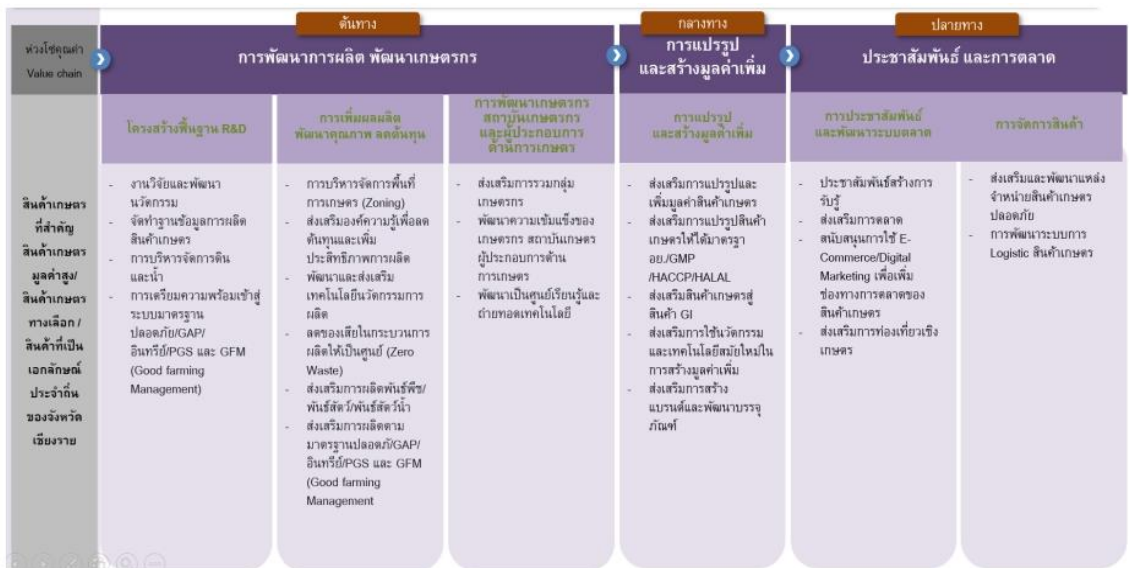 ต้นทาง
กลางทาง
ปลายทาง
ห่วงโซ่คุณค่า
Value chain
การพัฒนาการผลิต พัฒนาเกษตรกร
การแปรรูป
และสร้างมูลค่าเพิ่ม
ประชาสัมพันธ์ และการตลาด
สินค้าเกษตร
ที่สำคัญ
สินค้าเกษตร
มูลค่าสูง/
สินค้าเกษตร
ทางเลือก /
สินค้าที่เป็น
เอกลักษณ์
ประจำถิ่น
ของจังหวัด
เชียงราย
โครงสร้างพื้นฐาน R&D
- งานวิจัยและพัฒนา
นวัตกรรม
- จัดทำฐานข้อมูลการผลิต
สินค้าเกษตร
- การบริหารจัดการดิน
และน้ำ
- การเตรียมความพร้อมเข้าสู่
ระบบมาตรฐาน
ปลอดภัย/GAP/
อินทรีย์/PGS และ GFM
(Good farming
Management)
การเพิ่มผลผลิต
พัฒนาคุณภาพ ลดต้นทุน
- การบริหารจัดการพื้นที่
การเกษตร (Zoning)
- ส่งเสริมองค์ความรู้เพื่อลด
ต้นทุนและเพิ่ม
ประสิทธิภาพการผลิต
- พัฒนาและส่งเสริม
เทคโนโลยีนวัตกรรมการ
ผลิต
- ลดของเสียในกระบวนการ
ผลิตให้เป็นศูนย์ (Zero
Waste)
- ส่งเสริมการผลิตพันธุ์พืช/
พันธุ์สัตว์/พันธุ์สัตว์น้ำ
- ส่งเสริมการผลิตตาม
มาตรฐานปลอดภั/GAP/
อินทรีย์/PGS และ GFM
(Good farming
Management
การพัฒนาเกษตรกร
สถาบันเกษตรกร
และผู้ประกอบการ
ด้านการเกษตร
- ส่งเสริมการรวมกลุ่ม
เกษตรกร
- พัฒนาความเข้มแข็งของ
เกษตรกร สถาบันเกษตร
ผู้ประกอบการด้าน
การเกษตร
- พัฒนาเป็นศูนย์เรียนรู้และ
ถ่ายทอดเทคโนโลยี
การแปรรูป
และสร้างมูลค่าเพิ่ม
- ส่งเสริมการแปรรูปและ
เพิ่มมูลค่าสินค้าเกษตร
- ส่งเสริมการแปรรูปสินค้า
เกษตรให้ได้มาตรฐา
อย./GMP
/HACCP/HALAL
- ส่งเสริมสินค้าเกษตรสู่
สินค้า GI
- ส่งเสริมการใช้นวัตกรรม
และเทคโนโลยีสมัยใหม่ใน
การสร้างมูลค่าเพิ่ม
- ส่งเสริมการสร้าง
แบรนด์และพัฒนาบรรจุ
ภัณฑ์
การประชาสัมพันธ์
และพัฒนาระบบตลาด
- ประชาสัมพันธ์สร้างการ
รับรู้
- ส่งเสริมการตลาด
- สนับสนุนการใช้ E-
Commerce/Digital
Marketing เพื่อเพิ่ม
ช่องทางการตลาดของ
สินค้าเกษตร
- ส่งเสริมการท่องเที่ยวเชิง
เกษตร
การจัดการสินค้า
- ส่งเสริมและพัฒนาแหล่ง
จำหน่ายสินค้าเกษตร
ปลอดภัย
- การพัฒนาระบบการ
Logistic สินค้าเกษตร